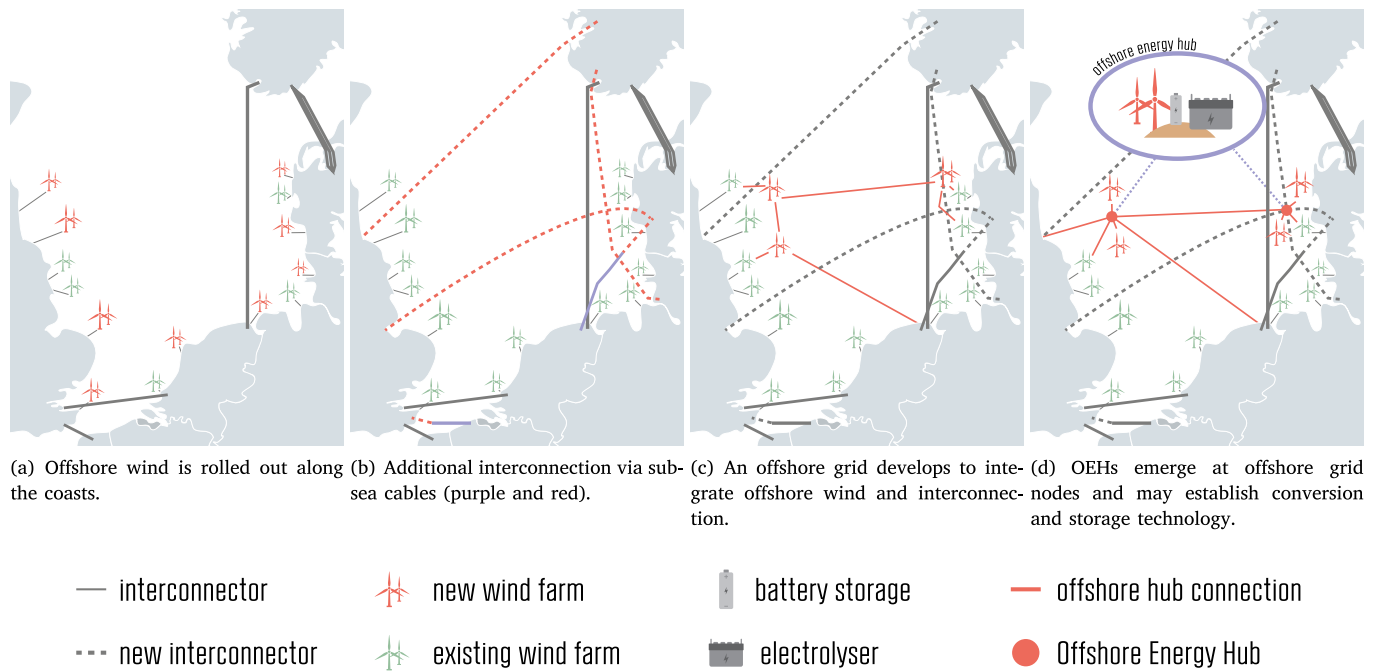 offshore energy hub
(a) Offshore wind is rolled out along
the coasts.
(b) Additional interconnection via sub-
sea cables (purple and red).
(c) An offshore grid develops to inte-
grate offshore wind and interconnec-
tion.
(d) OEHs emerge at offshore grid
nodes and may establish conversion
and storage technology.
interconnector
new wind farm
battery storage
offshore hub connection
new interconnector
existing wind farm
electrolyser
Offshore Energy Hub